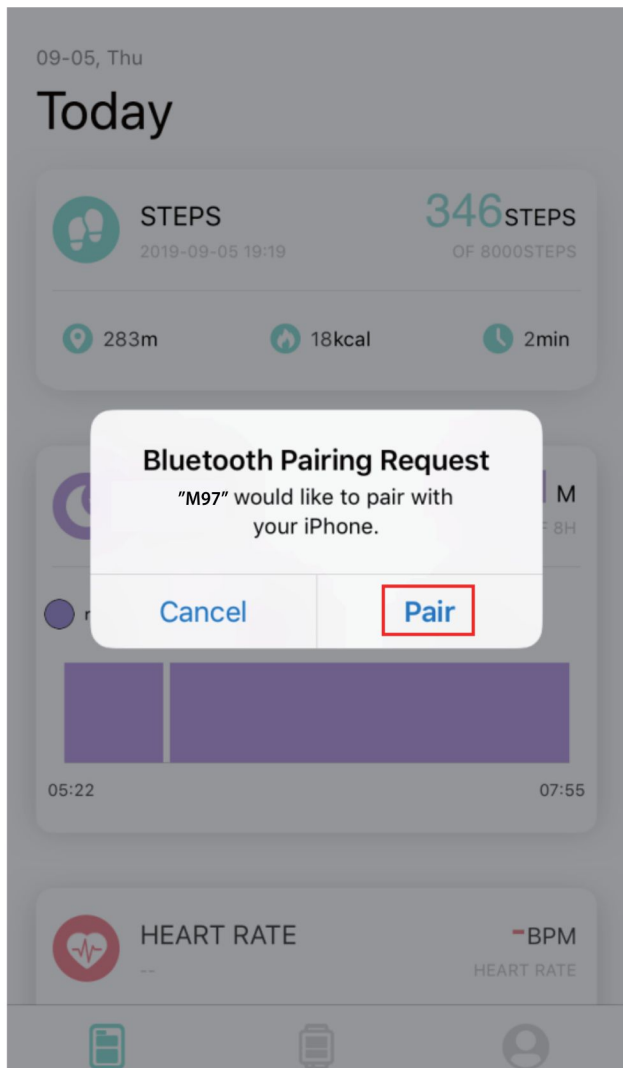 09-05, Thu
Today
STEPS
346STEPS
2019-09-05 19:19
OF 8000STEPS
283m
18kcal
2min
Bluetooth Pairing Request
"M97" would like to pair with
your iPhone.
M
8H
Cancel
Pair
05:22
07:55
HEART RATE
-BPM
--
HEART RATE